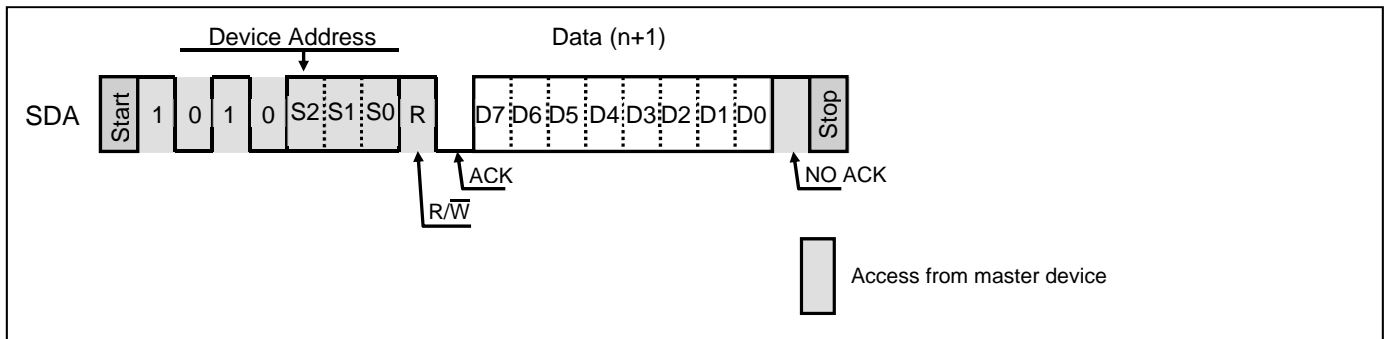 Device Address Data (n+1)
SDA Start 1 0 1 0 S2 S1 S0 R D7 D6 D5 D4 D3 D2 D1 D0 Stop
ACK NO ACK
R/W̅
Access from master device